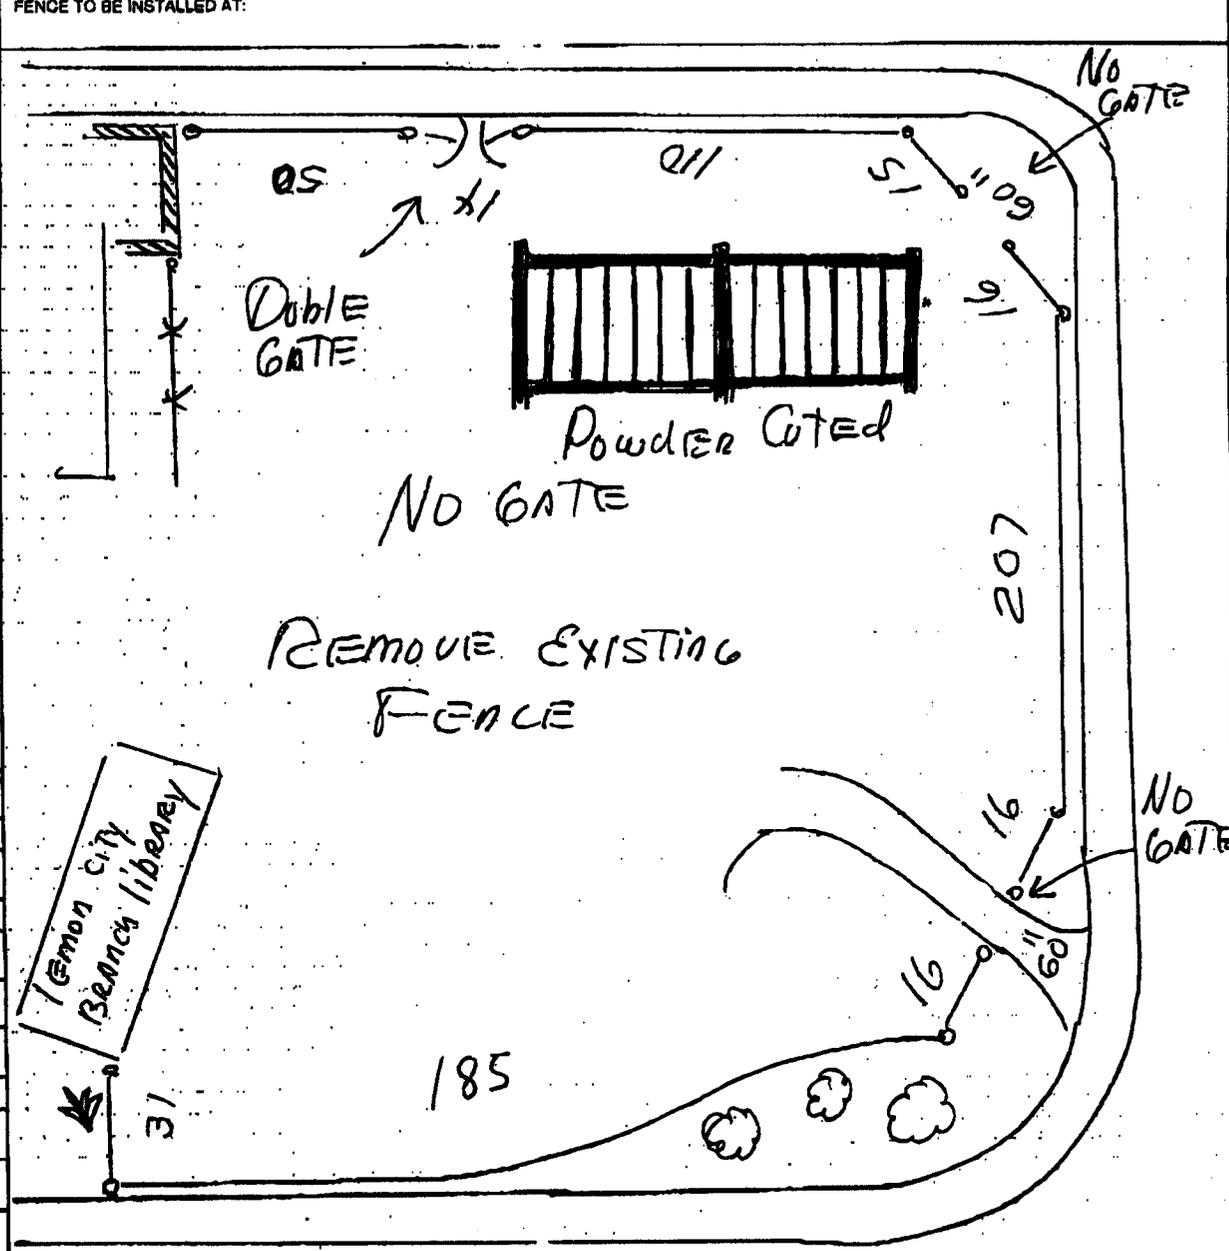 FENCE TO BE INSTALLED AT:
NO
GATE
50
14
110
15
60"
16
DoblE
GATE
PowdER CoTEd
NO GATE
207
REMOVE EXISTING
FENCE
16
NO
GATE
60"
16
lEMON CITY
BRANCH lIBRARY
185
31